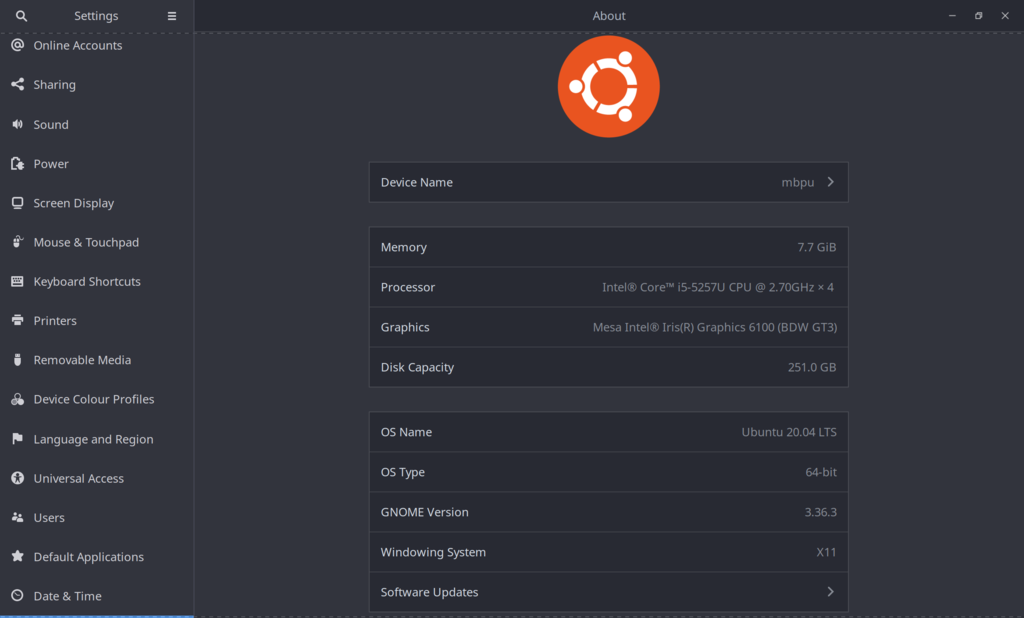 Settings
About
Online Accounts
Sharing
Sound
Power
Screen Display
Mouse & Touchpad
Keyboard Shortcuts
Printers
Removable Media
Device Colour Profiles
Language and Region
Universal Access
Users
Default Applications
Date & Time
Device Name mbpu
Memory 7.7 GiB
Processor Intel® Core™ i5-5257U CPU @ 2.70GHz × 4
Graphics Mesa Intel® Iris(R) Graphics 6100 (BDW GT3)
Disk Capacity 251.0 GB
OS Name Ubuntu 20.04 LTS
OS Type 64-bit
GNOME Version 3.36.3
Windowing System X11
Software Updates